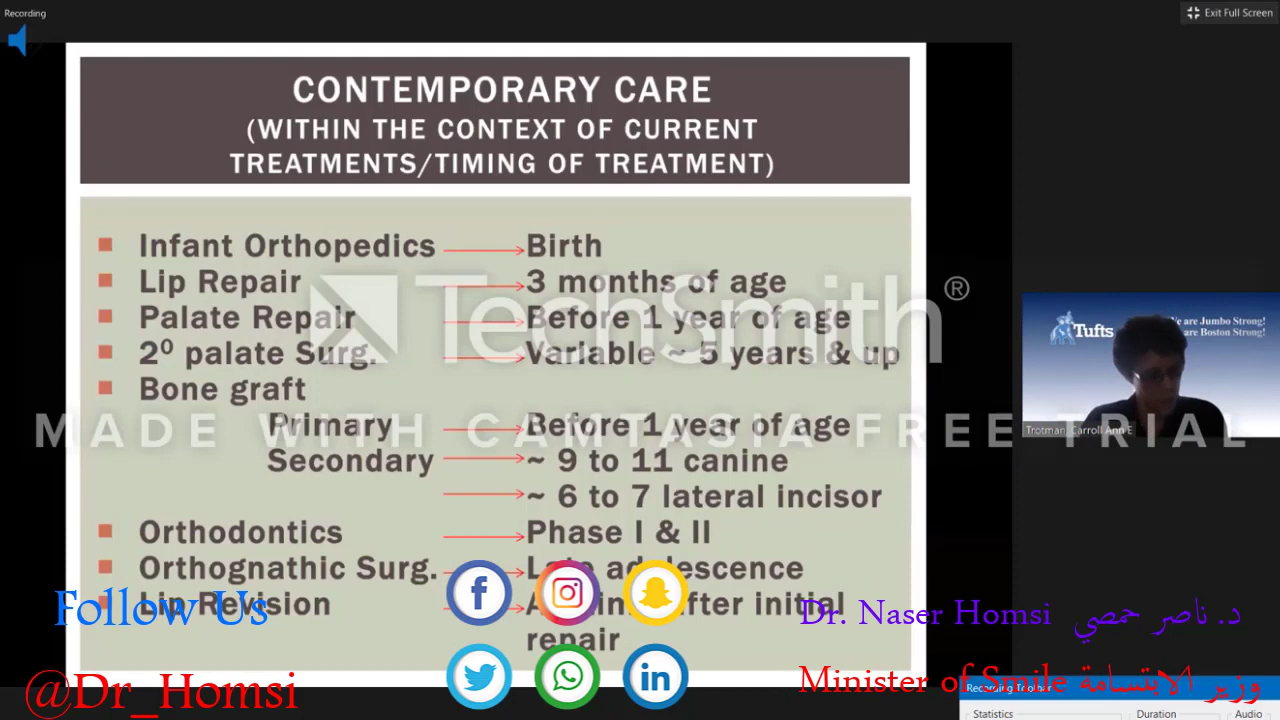 Recording
Exit Full Screen
CONTEMPORARY CARE
(WITHIN THE CONTEXT OF CURRENT
TREATMENTS/TIMING OF TREATMENT)
Infant Orthopedics Birth
Lip Repair 3 months of age
Palate Repair Before 1 year of age
2⁰ palate Surg. Variable ~ 5 years & up
Bone graft
Primary Before 1 year of age
Secondary ~ 9 to 11 canine
~ 6 to 7 lateral incisor
Orthodontics Phase I & II
Orthognathic Surg. Late adolescence
Lip Revision after initial
repair
TechSmith®
MADE WITH CAMTASIA FREE TRIAL
Tufts
We are Jumbo Strong!
are Boston Strong!
Trotman, Carroll Ann E
Follow Us
@Dr_Homsi
f
in
Dr. Naser Homsi د. ناصر حمصي
Minister of Smile وزير الابتسامة
Recording Toolbar
Statistics Duration Audio